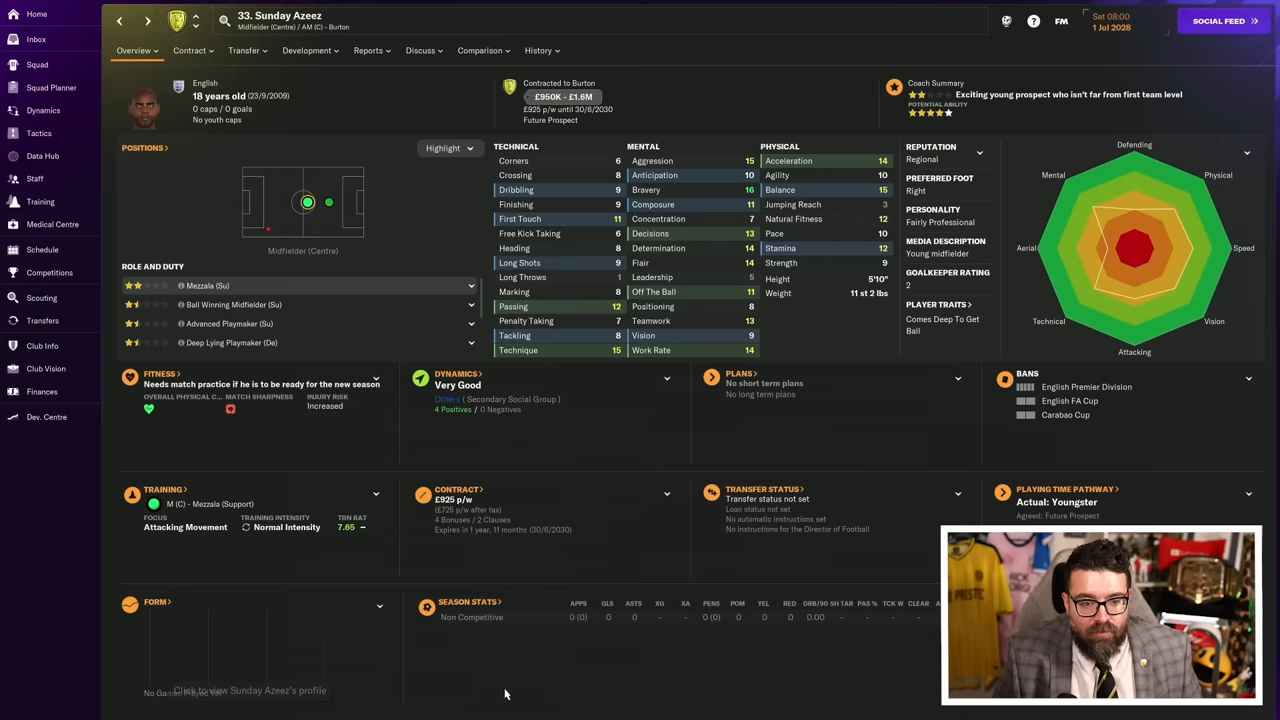 Home
Inbox
Squad
Squad Planner
Dynamics
Tactics
Data Hub
Staff
Training
Medical Centre
Schedule
Competitions
Scouting
Transfers
Club Info
Club Vision
Finances
Dev. Centre
33. Sunday Azeez
Midfielder (Centre) / AM (C) - Burton
FM
Sat 08:00
1 Jul 2028
SOCIAL FEED
Overview
Contract
Transfer
Development
Reports
Discuss
Comparison
History
English
18 years old (23/9/2009)
0 caps / 0 goals
No youth caps
Contracted to Burton
£950K - £1.6M
£925 p/w until 30/6/2030
Future Prospect
Coach Summary
Exciting young prospect who isn't far from first team level
POTENTIAL ABILITY
POSITIONS
Highlight
Midfielder (Centre)
ROLE AND DUTY
Mezzala (Su)
Ball Winning Midfielder (Su)
Advanced Playmaker (Su)
Deep Lying Playmaker (De)
TECHNICAL
Corners 6
Crossing 8
Dribbling 9
Finishing 9
First Touch 11
Free Kick Taking 6
Heading 8
Long Shots 9
Long Throws 1
Marking 8
Passing 12
Penalty Taking 7
Tackling 8
Technique 15
MENTAL
Aggression 15
Anticipation 10
Bravery 16
Composure 11
Concentration 7
Decisions 13
Determination 14
Flair 14
Leadership 5
Off The Ball 11
Positioning 8
Teamwork 13
Vision 9
Work Rate 14
PHYSICAL
Acceleration 14
Agility 10
Balance 15
Jumping Reach 3
Natural Fitness 12
Pace 10
Stamina 12
Strength 9
Height 5'10"
Weight 11 st 2 lbs
REPUTATION
Regional
PREFERRED FOOT
Right
PERSONALITY
Fairly Professional
MEDIA DESCRIPTION
Young midfielder
GOALKEEPER RATING
2
PLAYER TRAITS
Comes Deep To Get
Ball
Defending
Mental
Physical
Aerial
Speed
Technical
Vision
Attacking
FITNESS
Needs match practice if he is to be ready for the new season
OVERALL PHYSICAL C... MATCH SHARPNESS INJURY RISK
Increased
DYNAMICS
Very Good
Others ( Secondary Social Group )
4 Positives / 0 Negatives
PLANS
No short term plans
No long term plans
BANS
English Premier Division
English FA Cup
Carabao Cup
TRAINING
M (C) - Mezzala (Support)
FOCUS TRAINING INTENSITY TRN RAT
Attacking Movement Normal Intensity 7.65
CONTRACT
£925 p/w
(£725 p/w after tax)
4 Bonuses / 2 Clauses
Expires in 1 year, 11 months (30/6/2030)
TRANSFER STATUS
Transfer status not set
Loan status not set
No automatic instructions set
No instructions for the Director of Football
PLAYING TIME PATHWAY
Actual: Youngster
Agreed: Future Prospect
FORM
Click to view Sunday Azeez's profile
SEASON STATS
APPS GLS ASTS XG XA PENS POM YEL RED DRB/90 SH TAR PAS % TCK W CLEAR
Non Competitive 0 (0) 0 0 - - 0 (0) 0 0 0 0.00 - - - -